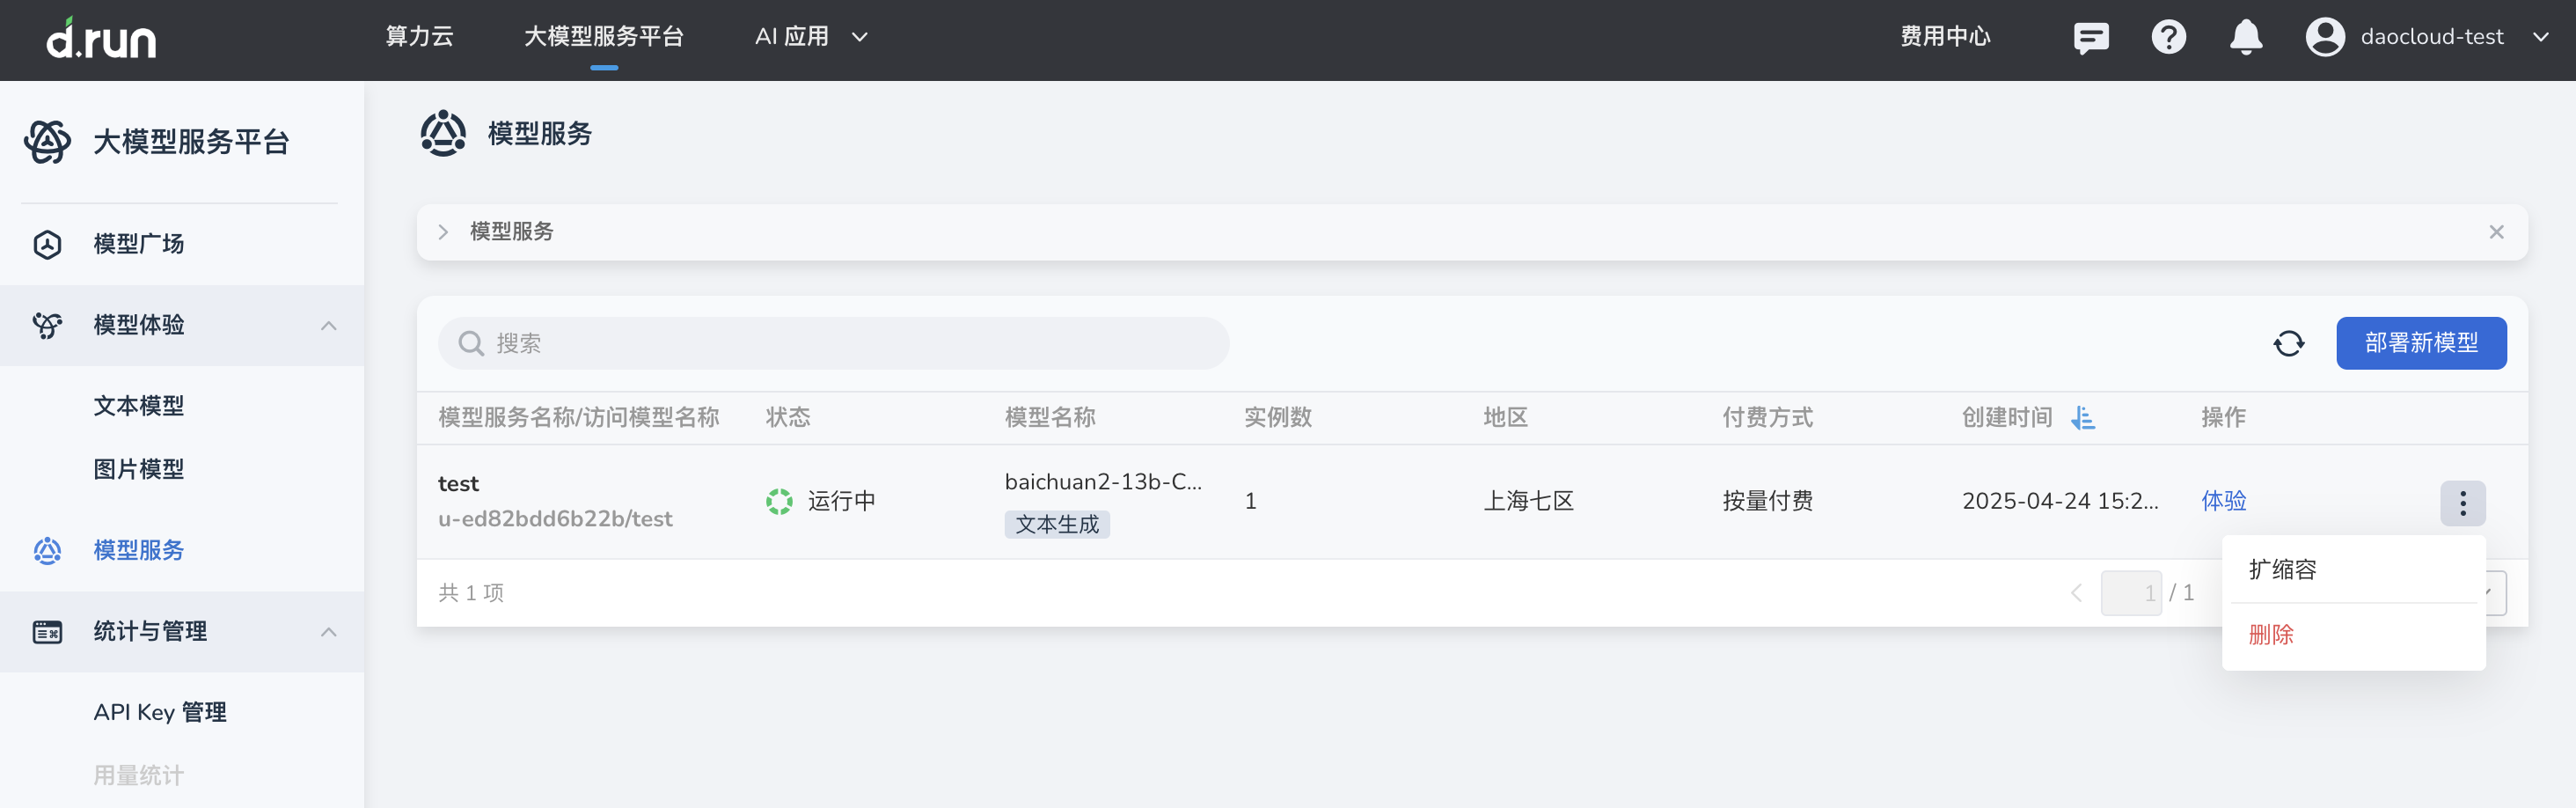 d.run 算力云 大模型服务平台 AI 应用 费用中心 daocloud-test
大模型服务平台
模型广场
模型体验
文本模型
图片模型
模型服务
统计与管理
API Key 管理
用量统计
模型服务
模型服务
搜索 部署新模型
模型服务名称/访问模型名称 状态 模型名称 实例数 地区 付费方式 创建时间 操作
test
u-ed82bdd6b22b/test
运行中
baichuan2-13b-C...
文本生成
1 上海七区 按量付费 2025-04-24 15:2... 体验
扩缩容
删除
共 1 项 1 / 1